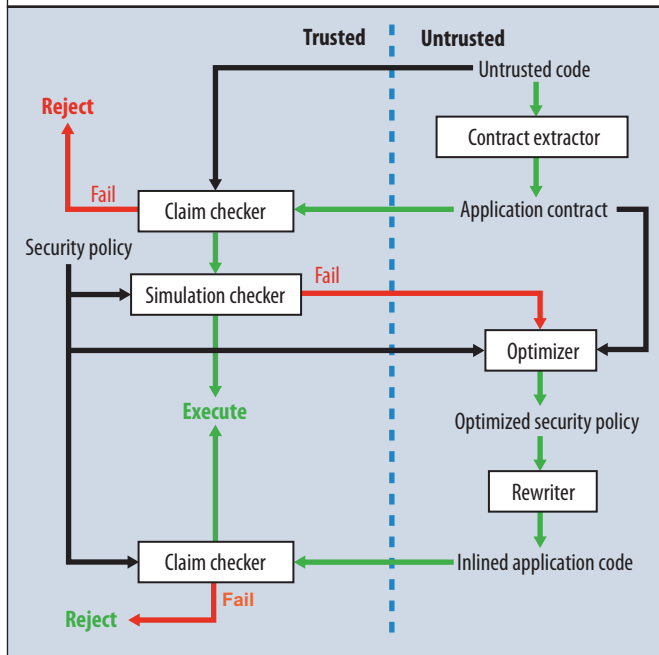 Trusted Untrusted
Untrusted code
Reject
Contract extractor
Fail
Claim checker
Application contract
Security policy
Fail
Simulation checker
Optimizer
Execute
Optimized security policy
Rewriter
Claim checker
Inlined application code
Fail
Reject